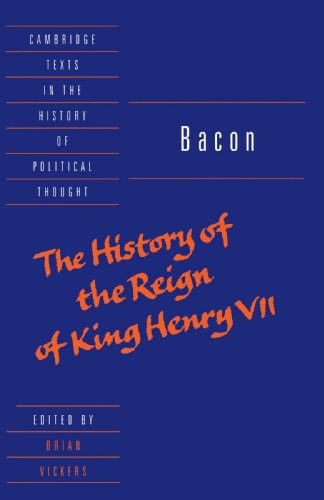 CAMBRIDGE
TEXTS
IN THE
HISTORY
OF
POLITICAL
THOUGHT
Bacon
The History of
the Reign
of King Henry VII
EDITED BY
BRIAN
VICKERS